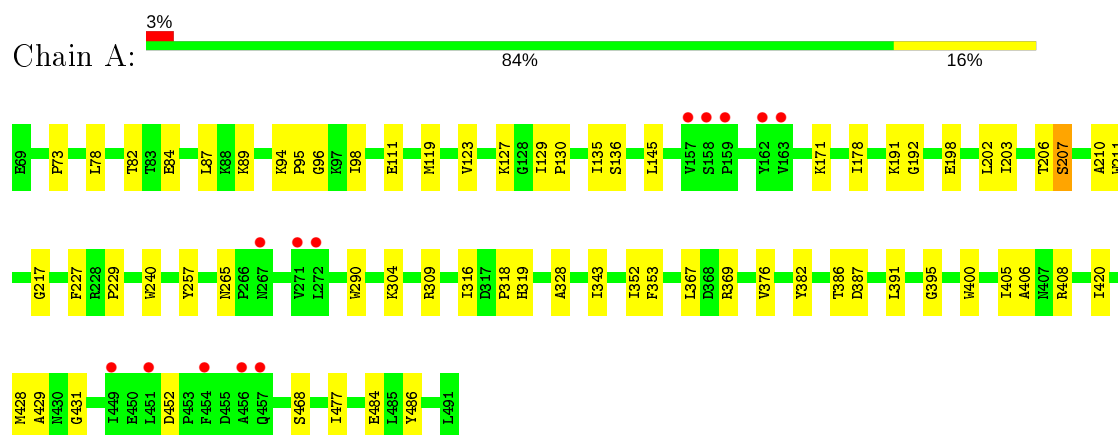 3%
Chain A:
84% 16%
E69 P73 L78 T82 T83 E84 L87 K88 K89 K94 P95 G96 K97 I98 E111 M119 V123 K127 G128 I129 P130 I135 S136 L145 V157 S158 P159 Y162 V163 K171 I178 K191 G192 E198 L202 I203 T206 S207 A210 W211
G217 F227 R228 P229 W240 Y257 N265 P266 N267 V271 L272 W290 K304 R309 I316 D317 P318 H319 A328 I343 I352 F353 L367 D368 R369 V376 Y382 T386 D387 L391 G395 W400 I405 A406 N407 R408 I420
M428 A429 N430 G431 I449 E450 L451 D452 P453 F454 D455 A456 Q457 S468 I477 E484 L485 Y486 L491